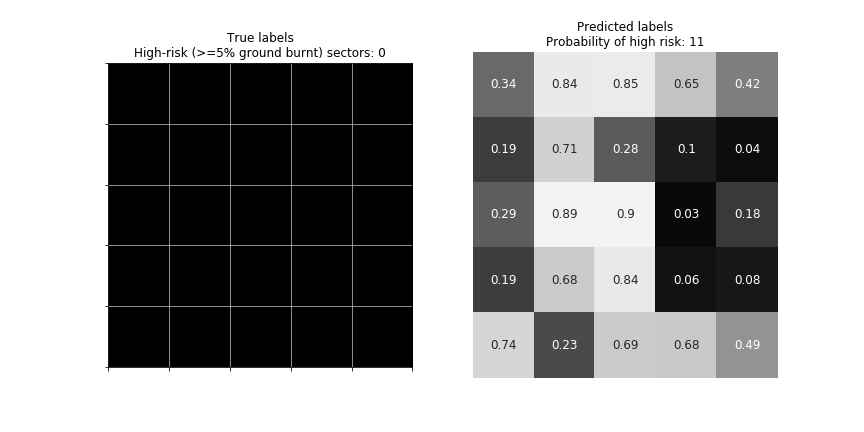 True labels
High-risk (>=5% ground burnt) sectors: 0
Predicted labels
Probability of high risk: 11
0.34 0.84 0.85 0.65 0.42
0.19 0.71 0.28 0.1 0.04
0.29 0.89 0.9 0.03 0.18
0.19 0.68 0.84 0.06 0.08
0.74 0.23 0.69 0.68 0.49